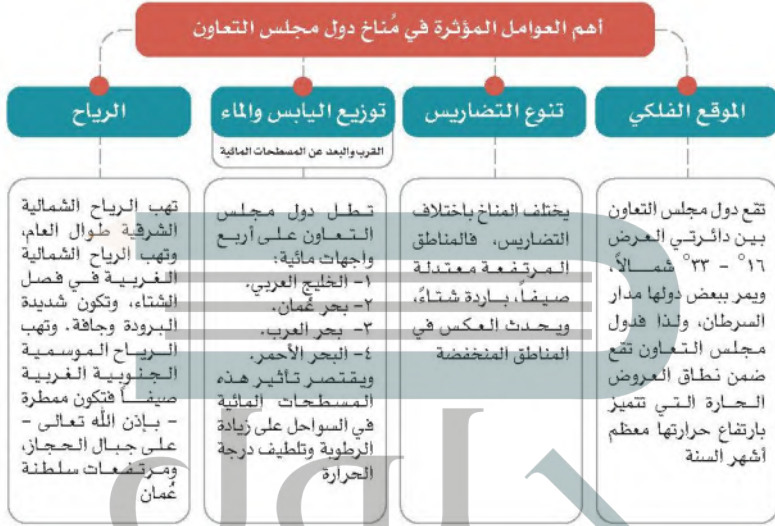 أهم العوامل المؤثرة في مُناخ دول مجلس التعاون
الموقع الفلكي
تقع دول مجلس التعاون
بين دائرتي العرض
١٦° - ٣٣° شمـــالاً،
ويمر ببعض دولها مدار
السرطان، ولذا فدول
مجلس التعاون تقع
ضمن نطاق العروض
الحارة التي تتميز
بارتفاع حرارتها معظم
أشهر السنة
تنوع التضاريس
يختلف المناخ باختلاف
التضاريس، فالمناطق
المرتفعة معتدلة
صيفاً، باردة شتاءً،
ويحدث العكس في
المناطق المنخفضة
توزيع اليابس والماء
القرب والبعد عن المسطحات المائية
تطل دول مجلس
التعاون على أربع
واجهات مائية:
١- الخليج العربي.
٢- بحر عُمان.
٣- بحر العرب.
٤- البحر الأحمر.
ويقتصر تأثير هذه
المسطحات المائية
في السواحل على زيادة
الرطوبة وتلطيف درجة
الحرارة
الرياح
تهب الرياح الشمالية
الشرقية طوال العام،
وتهب الرياح الشمالية
الغربية في فصل
الشتاء، وتكون شديدة
البرودة وجافة. وتهب
الرياح الموسمية
الجنوبية الغربية
صيفاً فتكون ممطرة
- بإذن الله تعالى -
على جبال الحجاز،
ومرتفعات سلطنة
عُمان